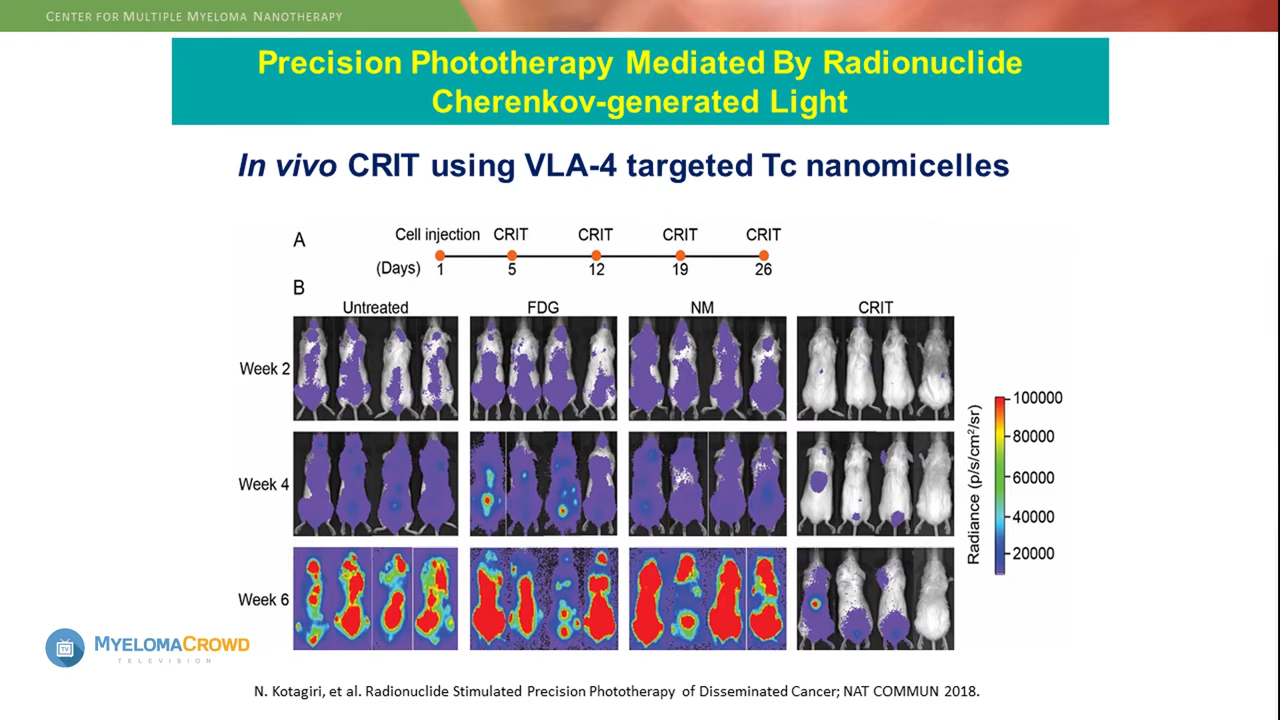 CENTER FOR MULTIPLE MYELOMA NANOTHERAPY
Precision Phototherapy Mediated By Radionuclide
Cherenkov-generated Light
In vivo CRIT using VLA-4 targeted Tc nanomicelles
A
Cell injection CRIT CRIT CRIT CRIT
(Days) 1 5 12 19 26
B
Untreated FDG NM CRIT
Week 2
Week 4
Week 6
Radiance (p/s/cm²/sr)
100000
80000
60000
40000
20000
TV
MYELOMACROWD
TELEVISION
N. Kotagiri, et al. Radionuclide Stimulated Precision Phototherapy of Disseminated Cancer; NAT COMMUN 2018.